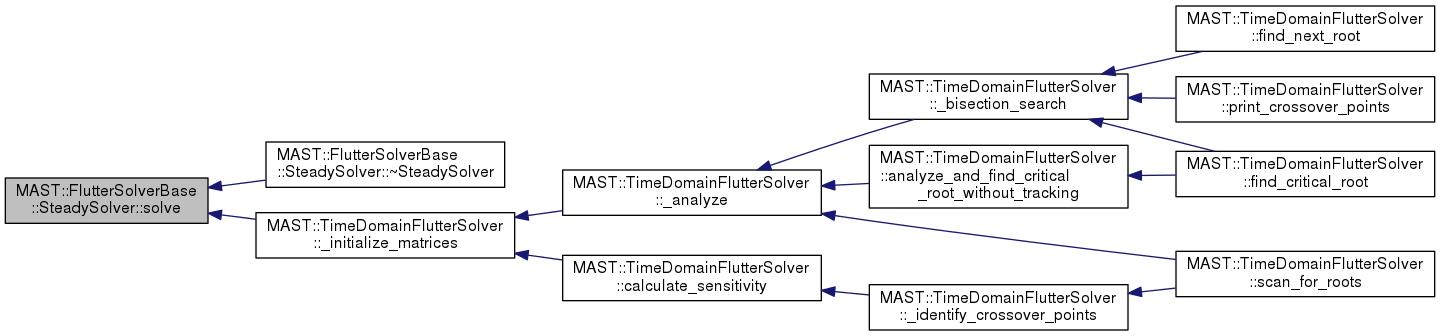 MAST::FlutterSolverBase
::SteadySolver::solve
MAST::FlutterSolverBase
::SteadySolver::~SteadySolver
MAST::TimeDomainFlutterSolver
::_initialize_matrices
MAST::TimeDomainFlutterSolver
::_analyze
MAST::TimeDomainFlutterSolver
::calculate_sensitivity
MAST::TimeDomainFlutterSolver
::_bisection_search
MAST::TimeDomainFlutterSolver
::analyze_and_find_critical
_root_without_tracking
MAST::TimeDomainFlutterSolver
::_identify_crossover_points
MAST::TimeDomainFlutterSolver
::find_next_root
MAST::TimeDomainFlutterSolver
::print_crossover_points
MAST::TimeDomainFlutterSolver
::find_critical_root
MAST::TimeDomainFlutterSolver
::scan_for_roots